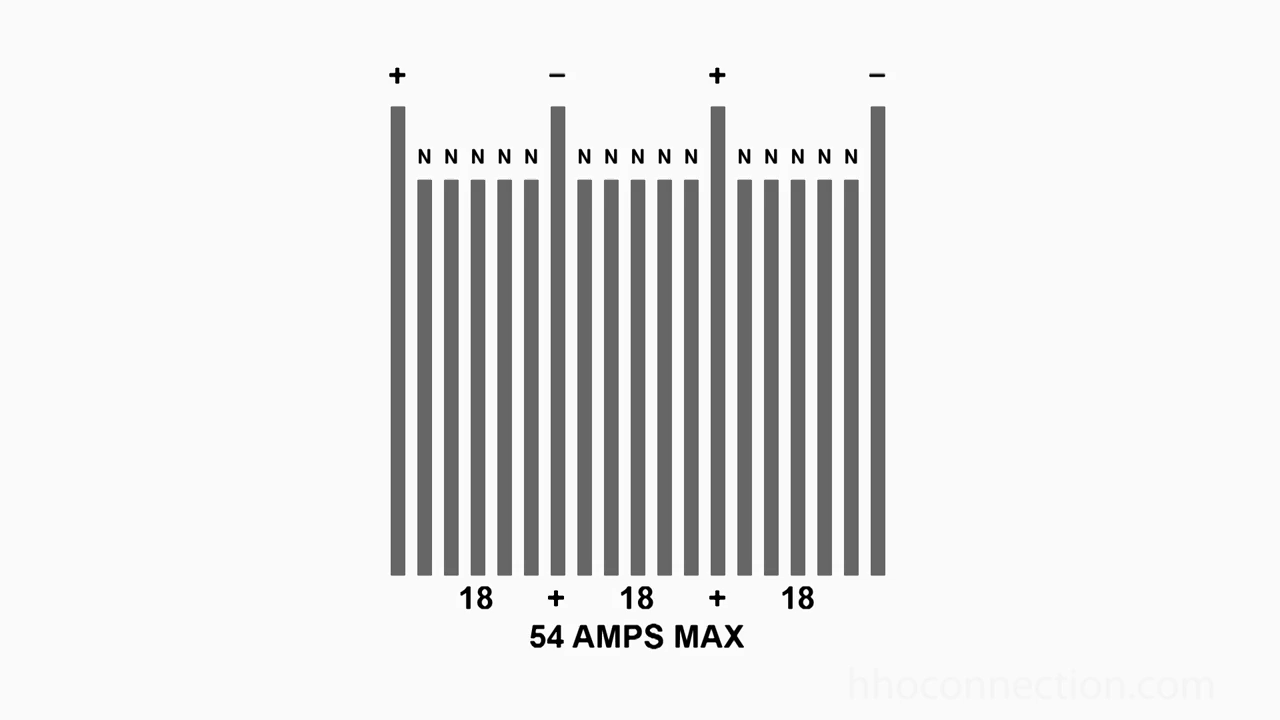 + − + −
N N N N N N N N N N N N N N N
18 + 18 + 18
54 AMPS MAX
hhoconnection.com